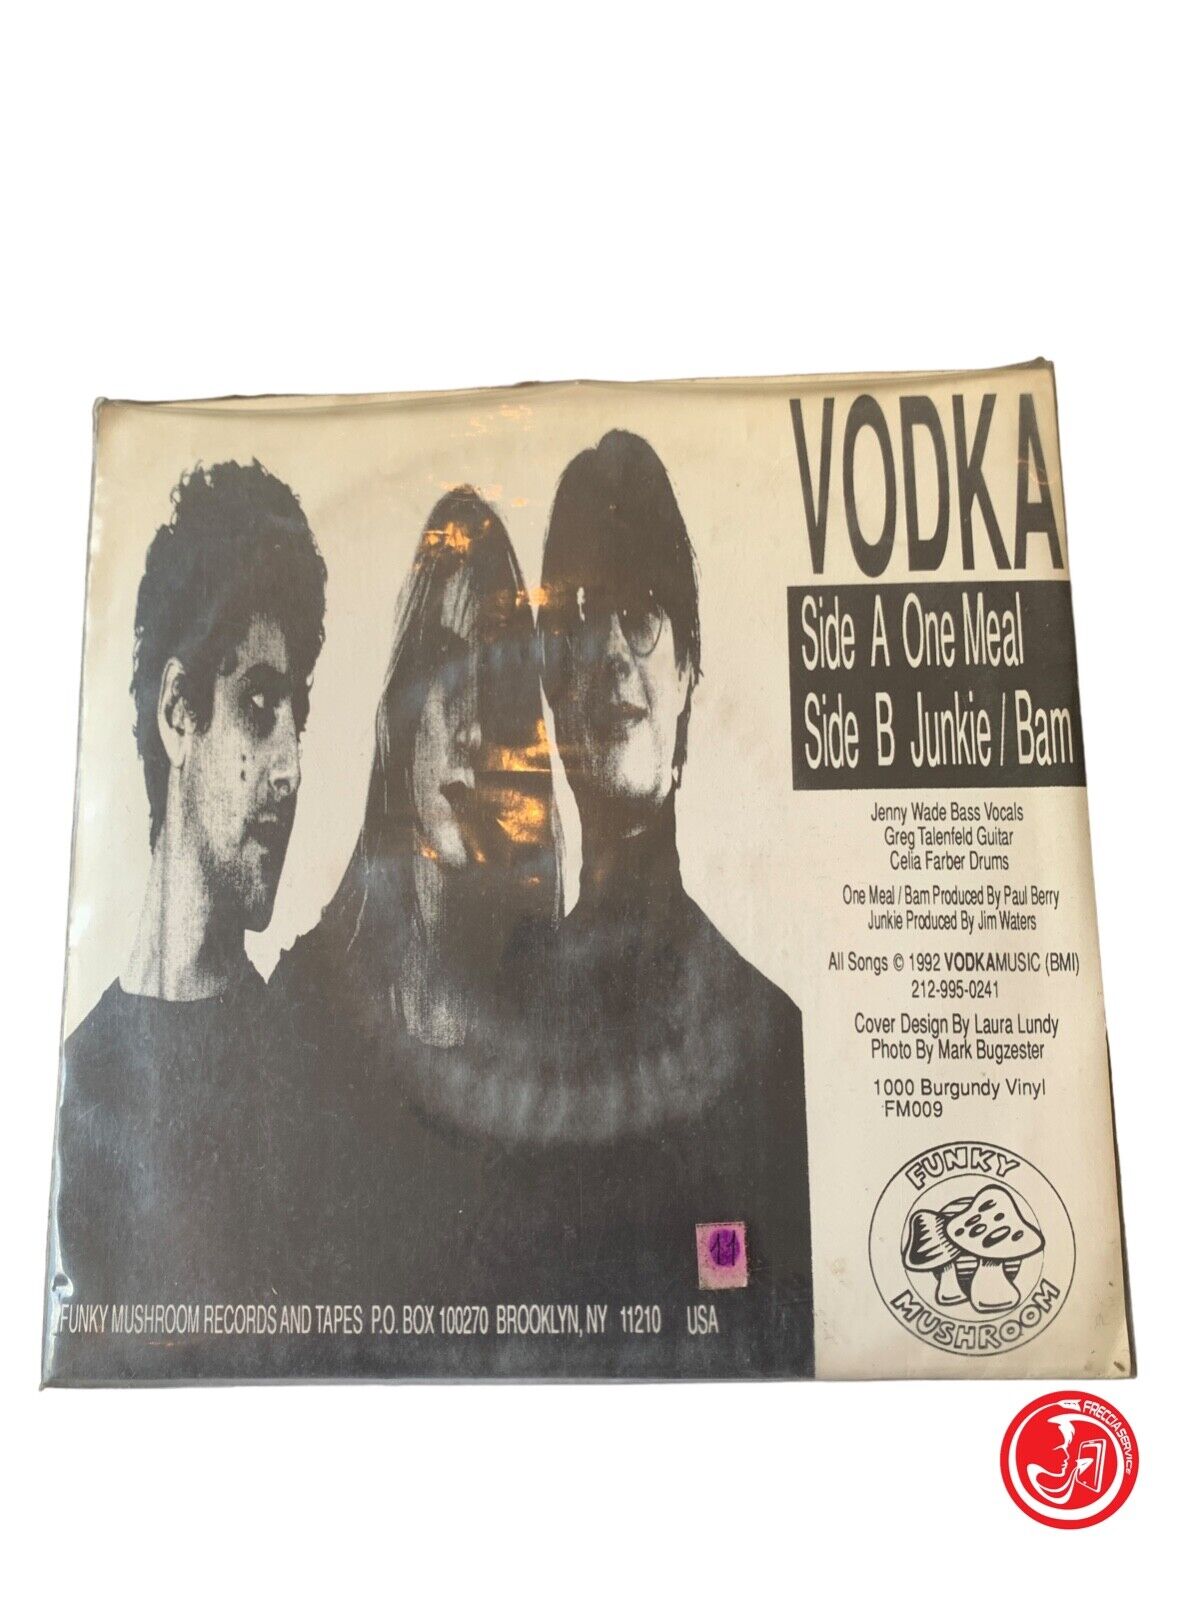 VODKA
Side A One Meal
Side B Junkie / Bam
Jenny Wade Bass Vocals
Greg Talenfeld Guitar
Celia Farber Drums
One Meal / Bam Produced By Paul Berry
Junkie Produced By Jim Waters
All Songs © 1992 VODKAMUSIC (BMI)
212-995-0241
Cover Design By Laura Lundy
Photo By Mark Bugzester
1000 Burgundy Vinyl
FM009
FUNKY
MUSHROOM
11
FUNKY MUSHROOM RECORDS AND TAPES P.O. BOX 100270 BROOKLYN, NY 11210 USA
FRECCIA SERVICE